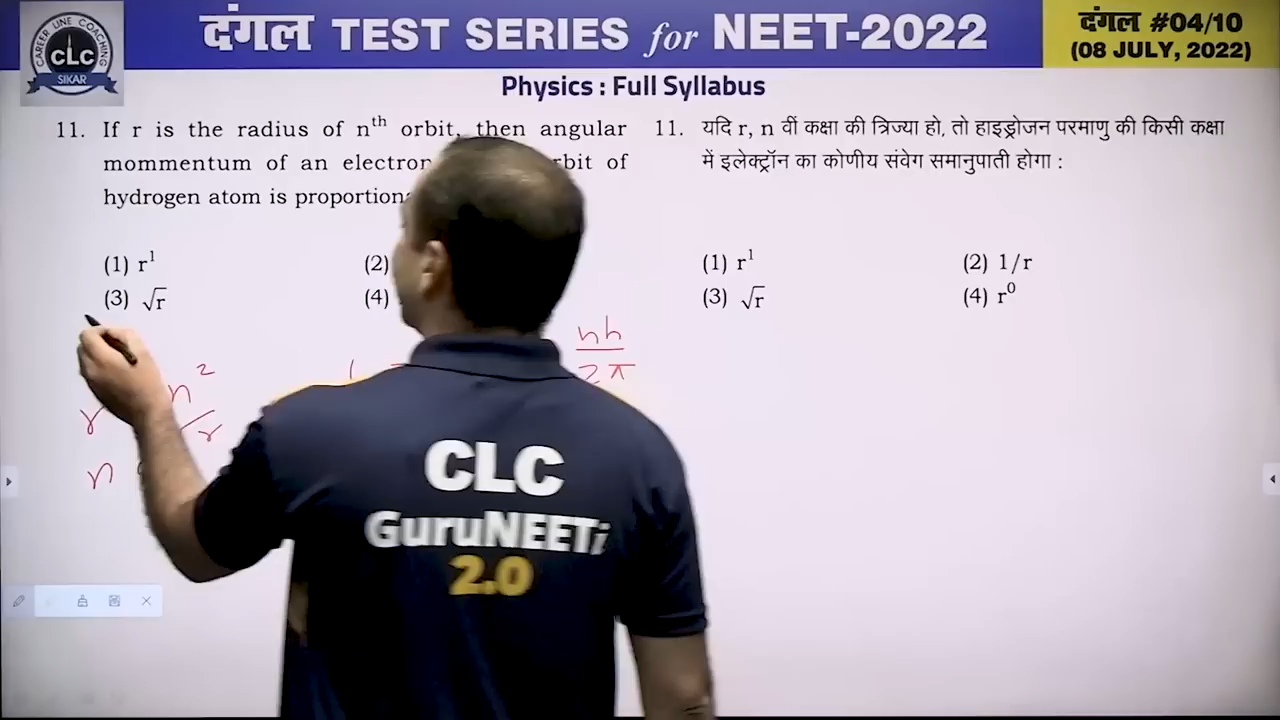 दंगल TEST SERIES for NEET-2022
दंगल #04/10
(08 JULY, 2022)
CAREER LINE COACHING
CLC
SIKAR
Physics : Full Syllabus
11. If r is the radius of nth orbit, then angular
mommentum of an electron
orbit of
hydrogen atom is
(1) r¹
(2)
(3) √r
(4)
11. यदि r, n वीं कक्षा की त्रिज्या हो, तो हाइड्रोजन परमाणु की किसी कक्षा
में इलेक्ट्रॉन का कोणीय संवेग समानुपाती होगा :
(1) r¹
(2) 1/r
(3) √r
(4) r⁰
nh
2π
n²
r
r
n
CLC
GuruNEETi
2.0